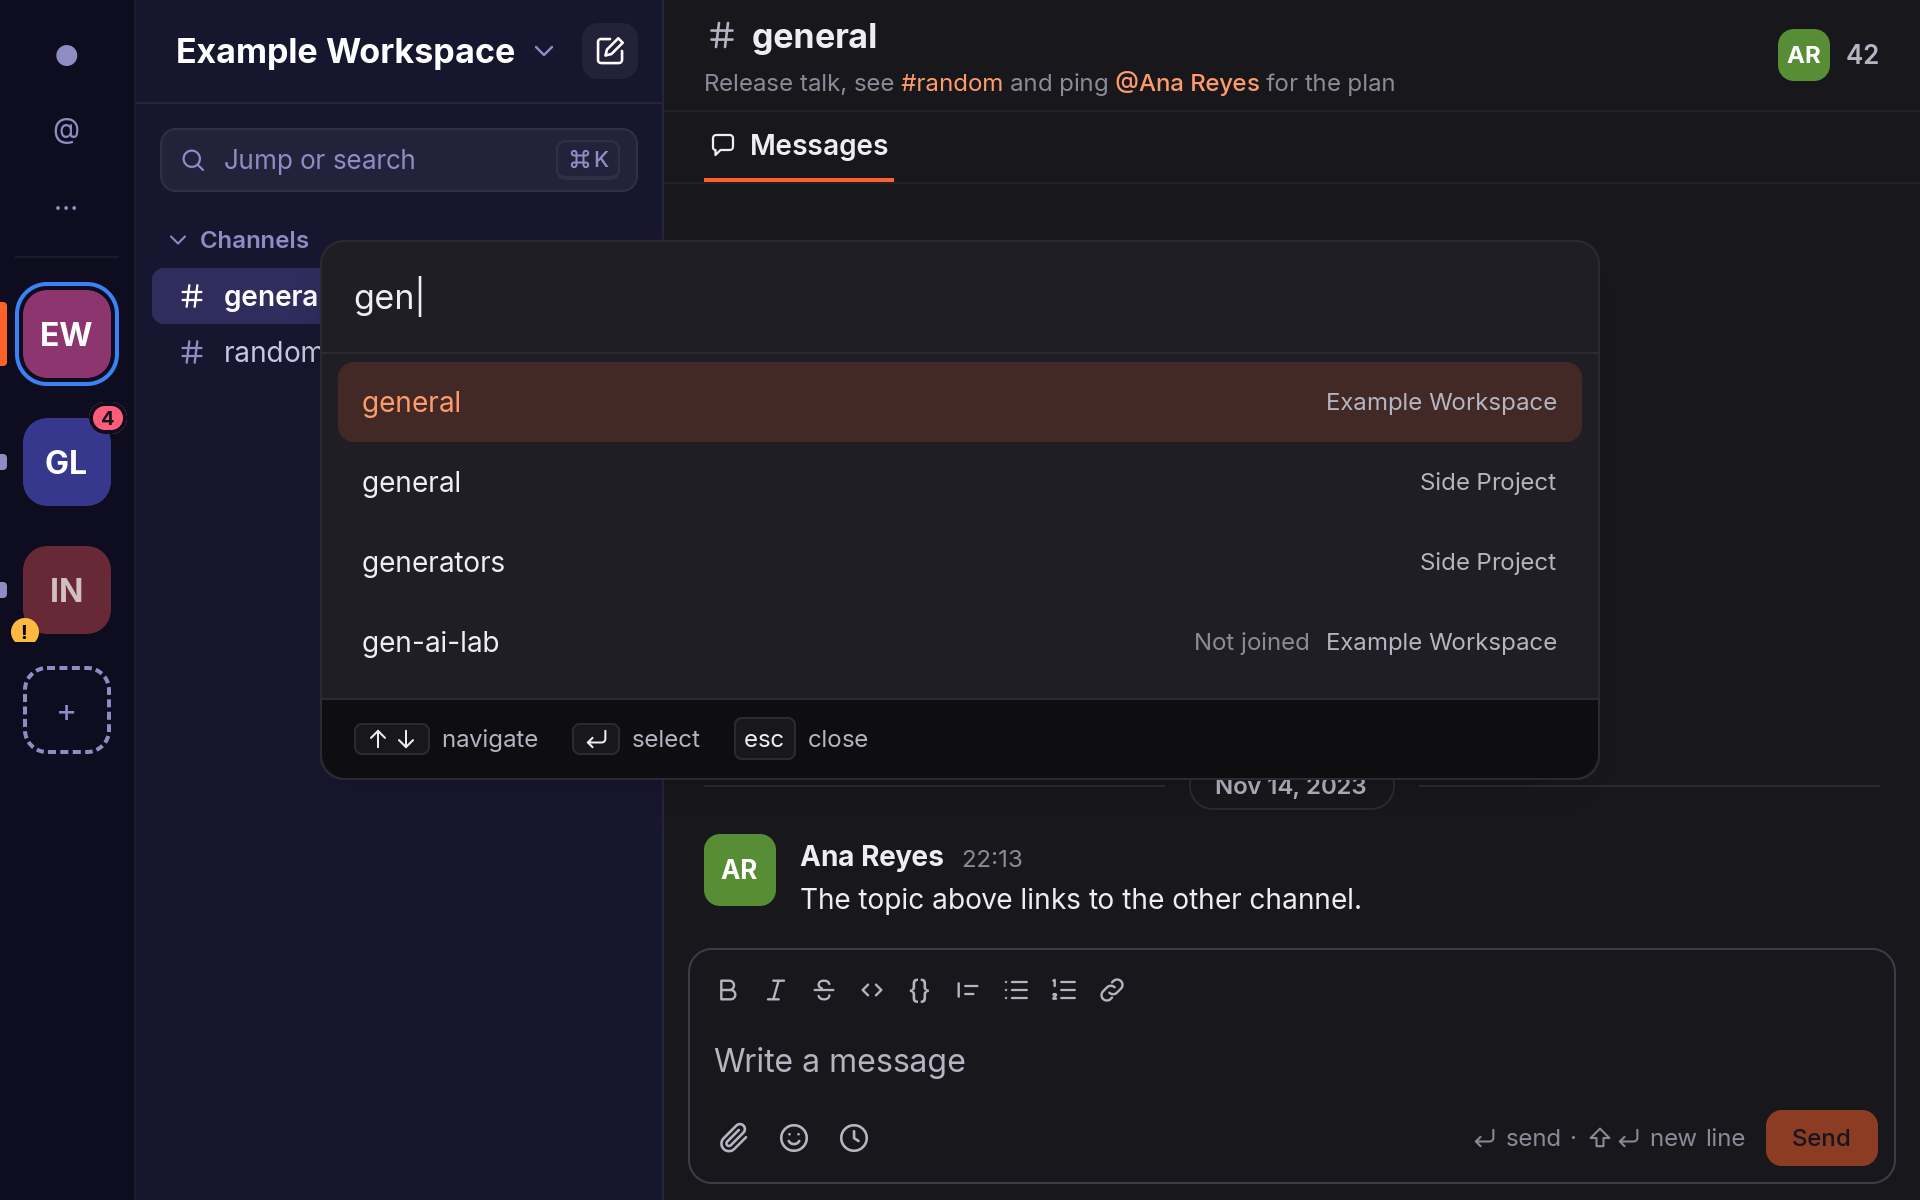 @
...
EW
4
GL
IN
!
+
Example Workspace
Jump or search
⌘K
Channels
# genera
# random
# general
Release talk, see #random and ping @Ana Reyes for the plan
AR 42
Messages
gen
general Example Workspace
general Side Project
generators Side Project
gen-ai-lab Not joined Example Workspace
↑ ↓ navigate ↵ select esc close
Nov 14, 2023
AR
Ana Reyes 22:13
The topic above links to the other channel.
Write a message
↵ send · ⇧ ↵ new line Send